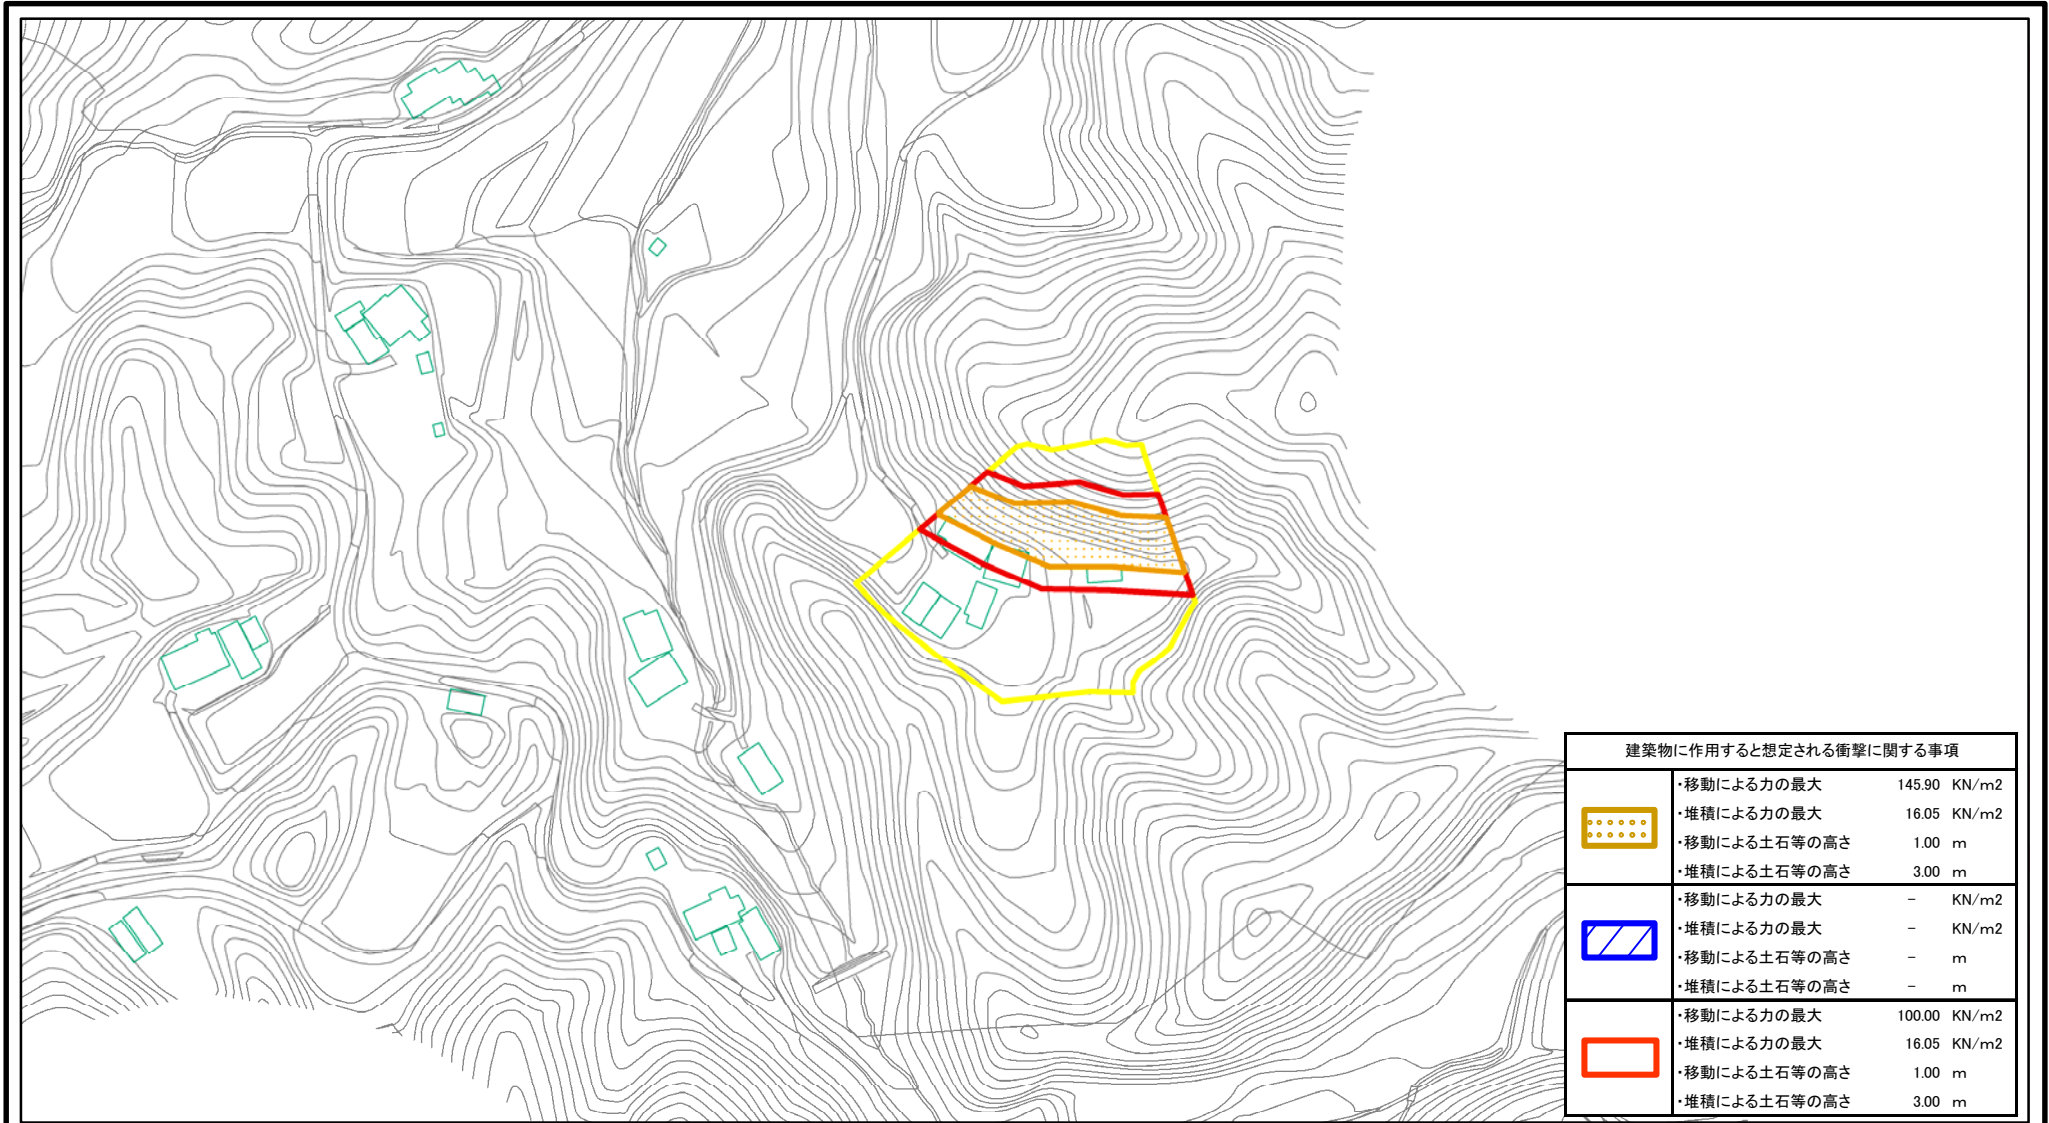 建築物に作用すると想定される衝撃に関する事項
・移動による力の最大 145.90 KN/m2
・堆積による力の最大 16.05 KN/m2
・移動による土石等の高さ 1.00 m
・堆積による土石等の高さ 3.00 m
・移動による力の最大 - KN/m2
・堆積による力の最大 - KN/m2
・移動による土石等の高さ - m
・堆積による土石等の高さ - m
・移動による力の最大 100.00 KN/m2
・堆積による力の最大 16.05 KN/m2
・移動による土石等の高さ 1.00 m
・堆積による土石等の高さ 3.00 m